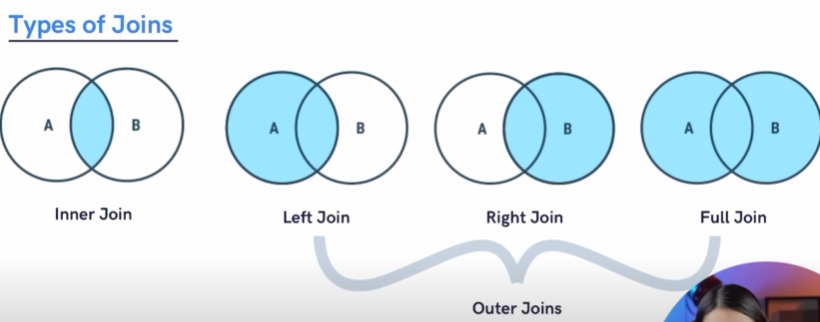 Types of Joins
A B
A B
A B
A B
Inner Join
Left Join
Right Join
Full Join
Outer Joins